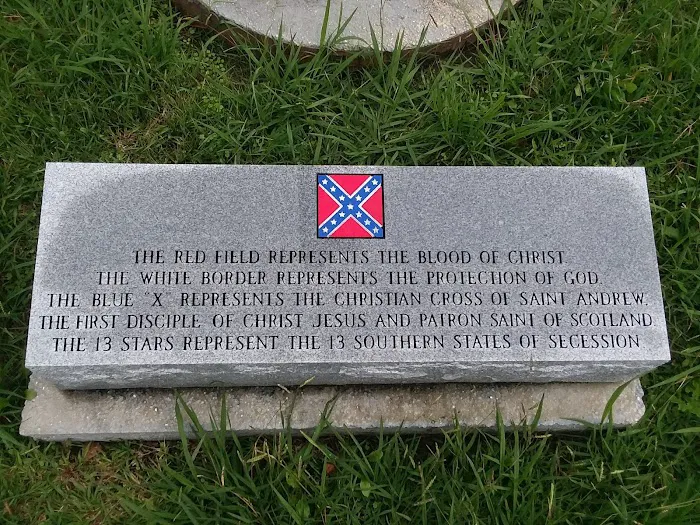 THE RED FIELD REPRESENTS THE BLOOD OF CHRIST
THE WHITE BORDER REPRESENTS THE PROTECTION OF GOD.
THE BLUE "X" REPRESENTS THE CHRISTIAN CROSS OF SAINT ANDREW,
THE FIRST DISCIPLE OF CHRIST JESUS AND PATRON SAINT OF SCOTLAND.
THE 13 STARS REPRESENT THE 13 SOUTHERN STATES OF SECESSION